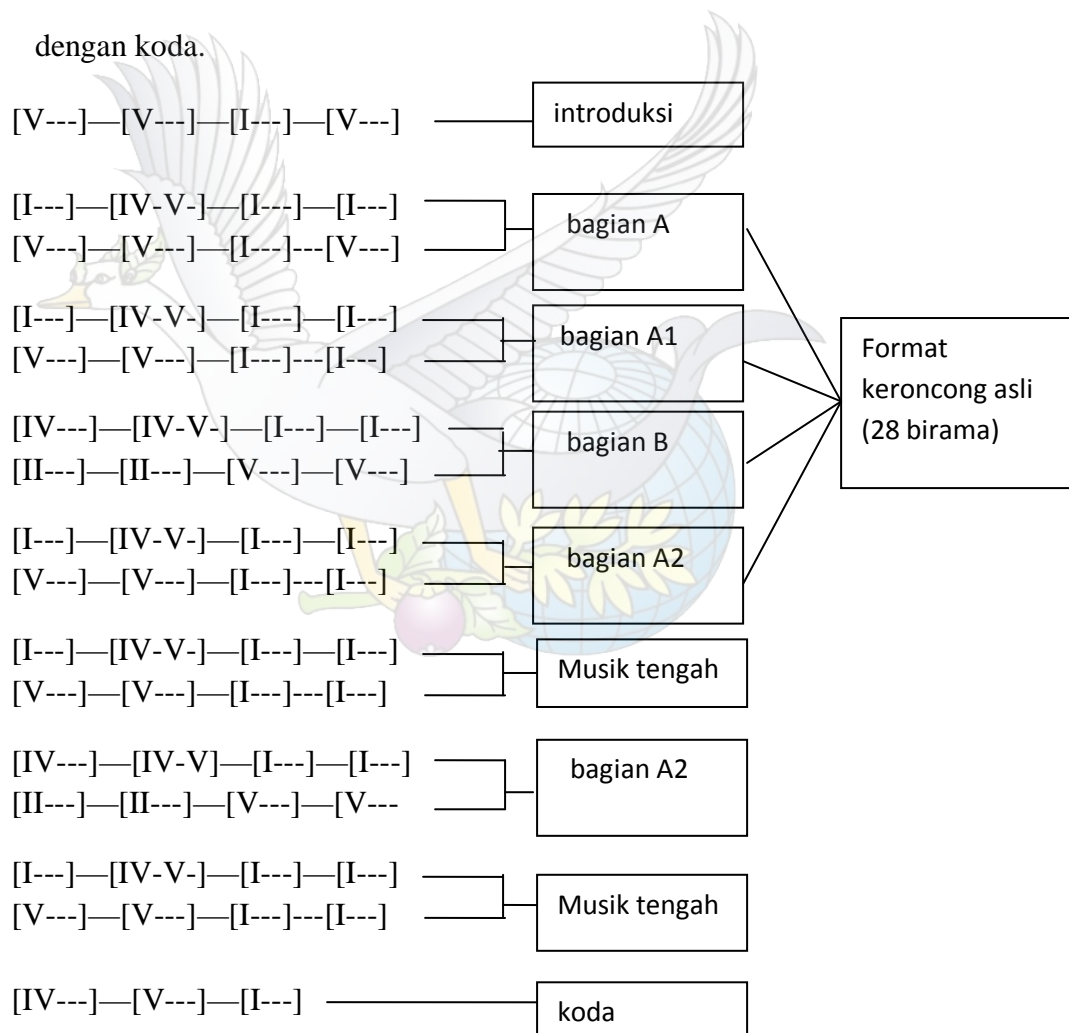 dengan koda.
[V---]—[V---]—[I---]—[V---]
introduksi
[I---]—[IV-V-]—[I---]—[I---]
[V---]—[V---]—[I---]---[V---]
bagian A
[I---]—[IV-V-]—[I---]—[I---]
[V---]—[V---]—[I---]---[I---]
bagian A1
[IV---]—[IV-V-]—[I---]—[I---]
[II---]—[II---]—[V---]—[V---]
bagian B
[I---]—[IV-V-]—[I---]—[I---]
[V---]—[V---]—[I---]---[I---]
bagian A2
Format
keroncong asli
(28 birama)
[I---]—[IV-V-]—[I---]—[I---]
[V---]—[V---]—[I---]---[I---]
Musik tengah
[IV---]—[IV-V]—[I---]—[I---]
[II---]—[II---]—[V---]—[V---
bagian A2
[I---]—[IV-V-]—[I---]—[I---]
[V---]—[V---]—[I---]---[I---]
Musik tengah
[IV---]—[V---]—[I---]
koda